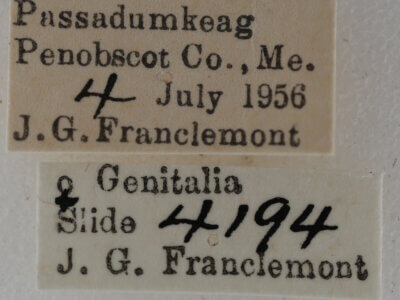 Passadumkeag
Penobscot Co., Me.
4 July 1956
J. G. Franclemont
♀ Genitalia
Slide 4194
J. G. Franclemont